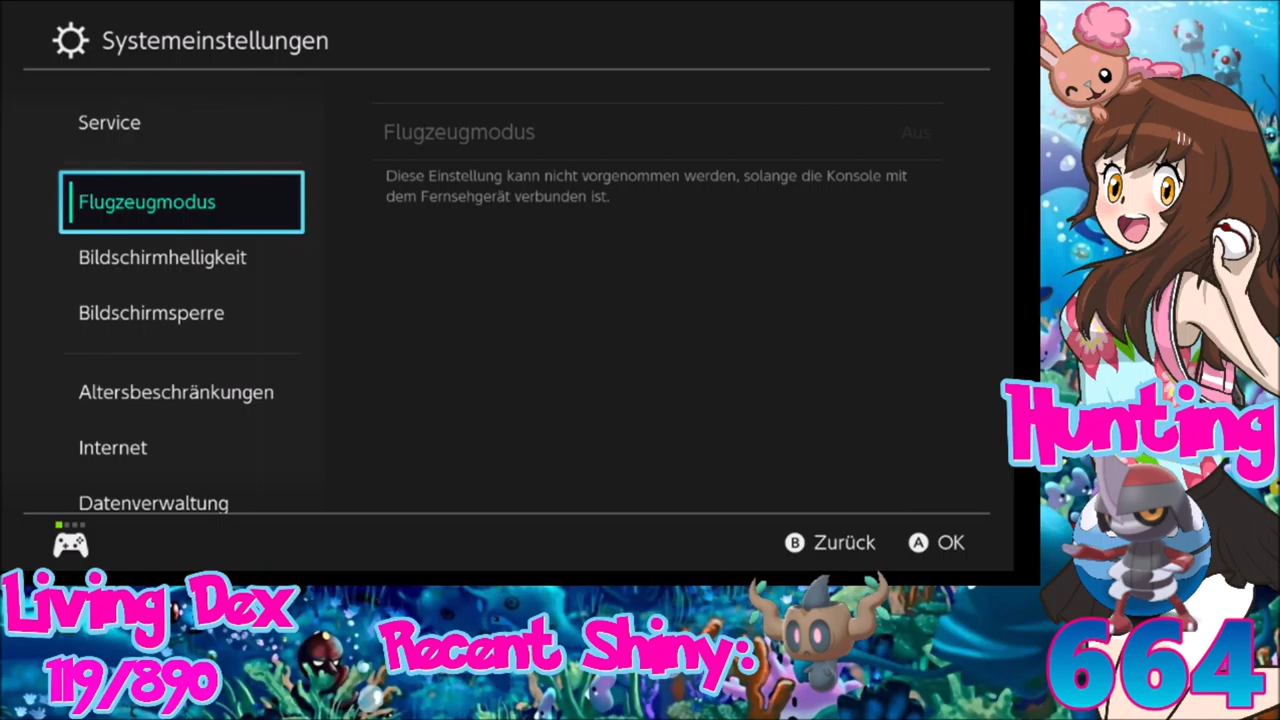 Systemeinstellungen
Service
Flugzeugmodus
Bildschirmhelligkeit
Bildschirmsperre
Altersbeschränkungen
Internet
Datenverwaltung
Flugzeugmodus Aus
Diese Einstellung kann nicht vorgenommen werden, solange die Konsole mit
dem Fernsehgerät verbunden ist.
B Zurück A OK
Hunting
664
Living Dex
119/890
Recent Shiny: